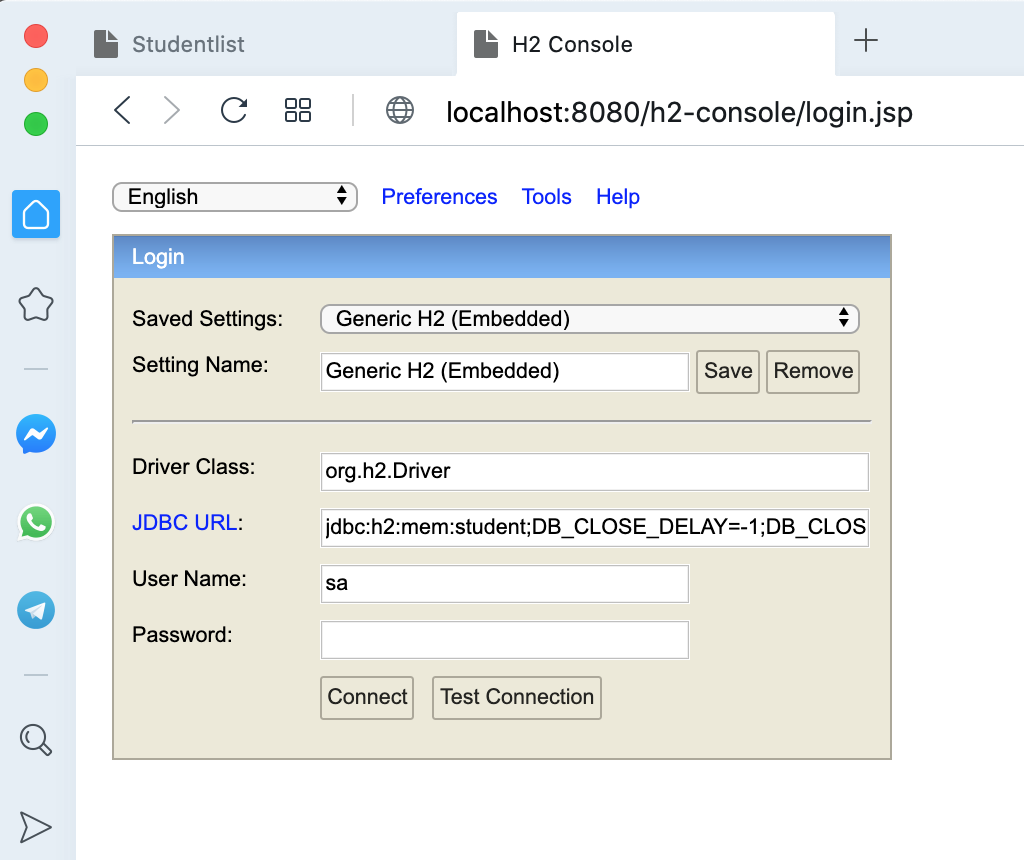 Studentlist
H2 Console
localhost:8080/h2-console/login.jsp
English Preferences Tools Help
Login
Saved Settings: Generic H2 (Embedded)
Setting Name: Generic H2 (Embedded) Save Remove
Driver Class: org.h2.Driver
JDBC URL: jdbc:h2:mem:student;DB_CLOSE_DELAY=-1;DB_CLOS
User Name: sa
Password:
Connect Test Connection